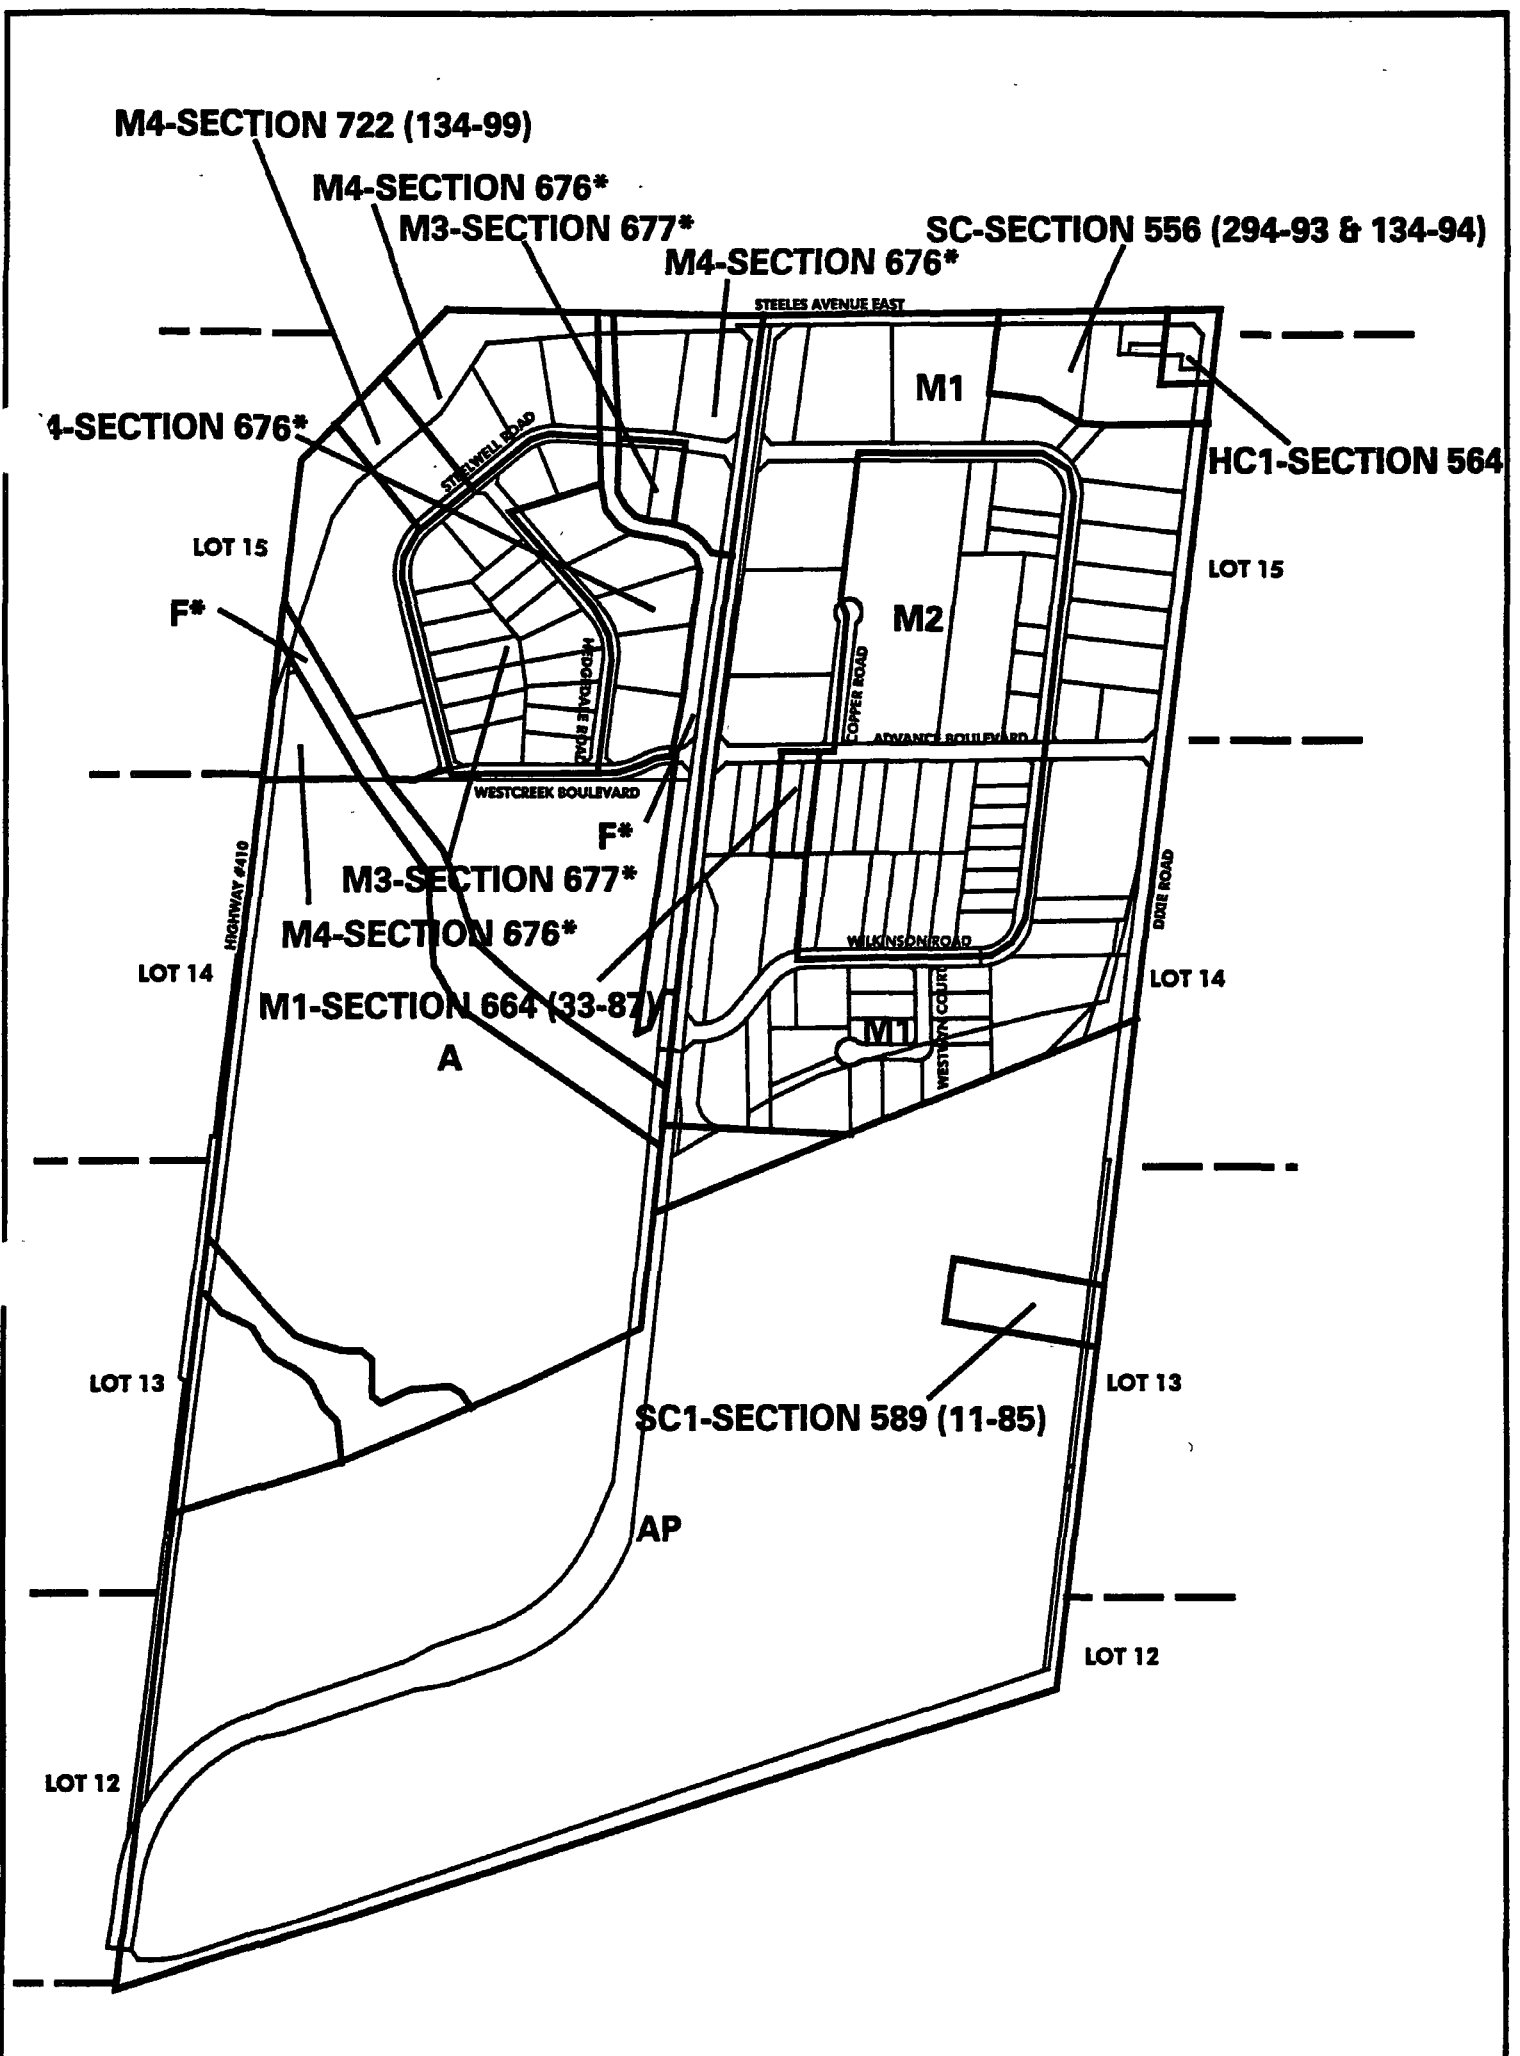 M4-SECTION 722 (134-99)
M4-SECTION 676*
M3-SECTION 677*
SC-SECTION 556 (294-93 & 134-94)
M4-SECTION 676*
STEELES AVENUE EAST
M1
4-SECTION 676*
STEELWELL ROAD
HC1-SECTION 564
LOT 15
LOT 15
F*
M2
HEDGEDALE ROAD
COPPER ROAD
ADVANCE BOULEVARD
WESTCREEK BOULEVARD
F*
HIGHWAY #410
M3-SECTION 677*
DIXIE ROAD
M4-SECTION 676*
WILKINSON ROAD
LOT 14
LOT 14
M1-SECTION 664 (33-87)
M1
WESTWYN COURT
A
LOT 13
LOT 13
SC1-SECTION 589 (11-85)
AP
LOT 12
LOT 12